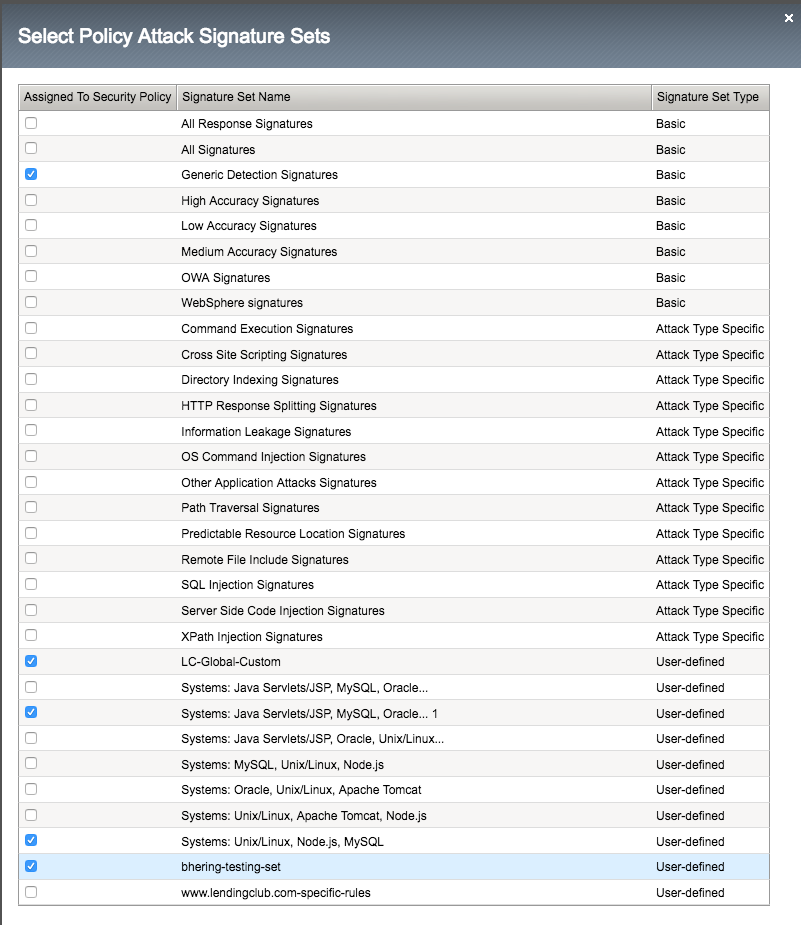 Select Policy Attack Signature Sets
×
Assigned To Security Policy Signature Set Name Signature Set Type
All Response Signatures Basic
All Signatures Basic
Generic Detection Signatures Basic
High Accuracy Signatures Basic
Low Accuracy Signatures Basic
Medium Accuracy Signatures Basic
OWA Signatures Basic
WebSphere signatures Basic
Command Execution Signatures Attack Type Specific
Cross Site Scripting Signatures Attack Type Specific
Directory Indexing Signatures Attack Type Specific
HTTP Response Splitting Signatures Attack Type Specific
Information Leakage Signatures Attack Type Specific
OS Command Injection Signatures Attack Type Specific
Other Application Attacks Signatures Attack Type Specific
Path Traversal Signatures Attack Type Specific
Predictable Resource Location Signatures Attack Type Specific
Remote File Include Signatures Attack Type Specific
SQL Injection Signatures Attack Type Specific
Server Side Code Injection Signatures Attack Type Specific
XPath Injection Signatures Attack Type Specific
LC-Global-Custom User-defined
Systems: Java Servlets/JSP, MySQL, Oracle... User-defined
Systems: Java Servlets/JSP, MySQL, Oracle... 1 User-defined
Systems: Java Servlets/JSP, Oracle, Unix/Linux... User-defined
Systems: MySQL, Unix/Linux, Node.js User-defined
Systems: Oracle, Unix/Linux, Apache Tomcat User-defined
Systems: Unix/Linux, Apache Tomcat, Node.js User-defined
Systems: Unix/Linux, Node.js, MySQL User-defined
bhering-testing-set User-defined
www.lendingclub.com-specific-rules User-defined